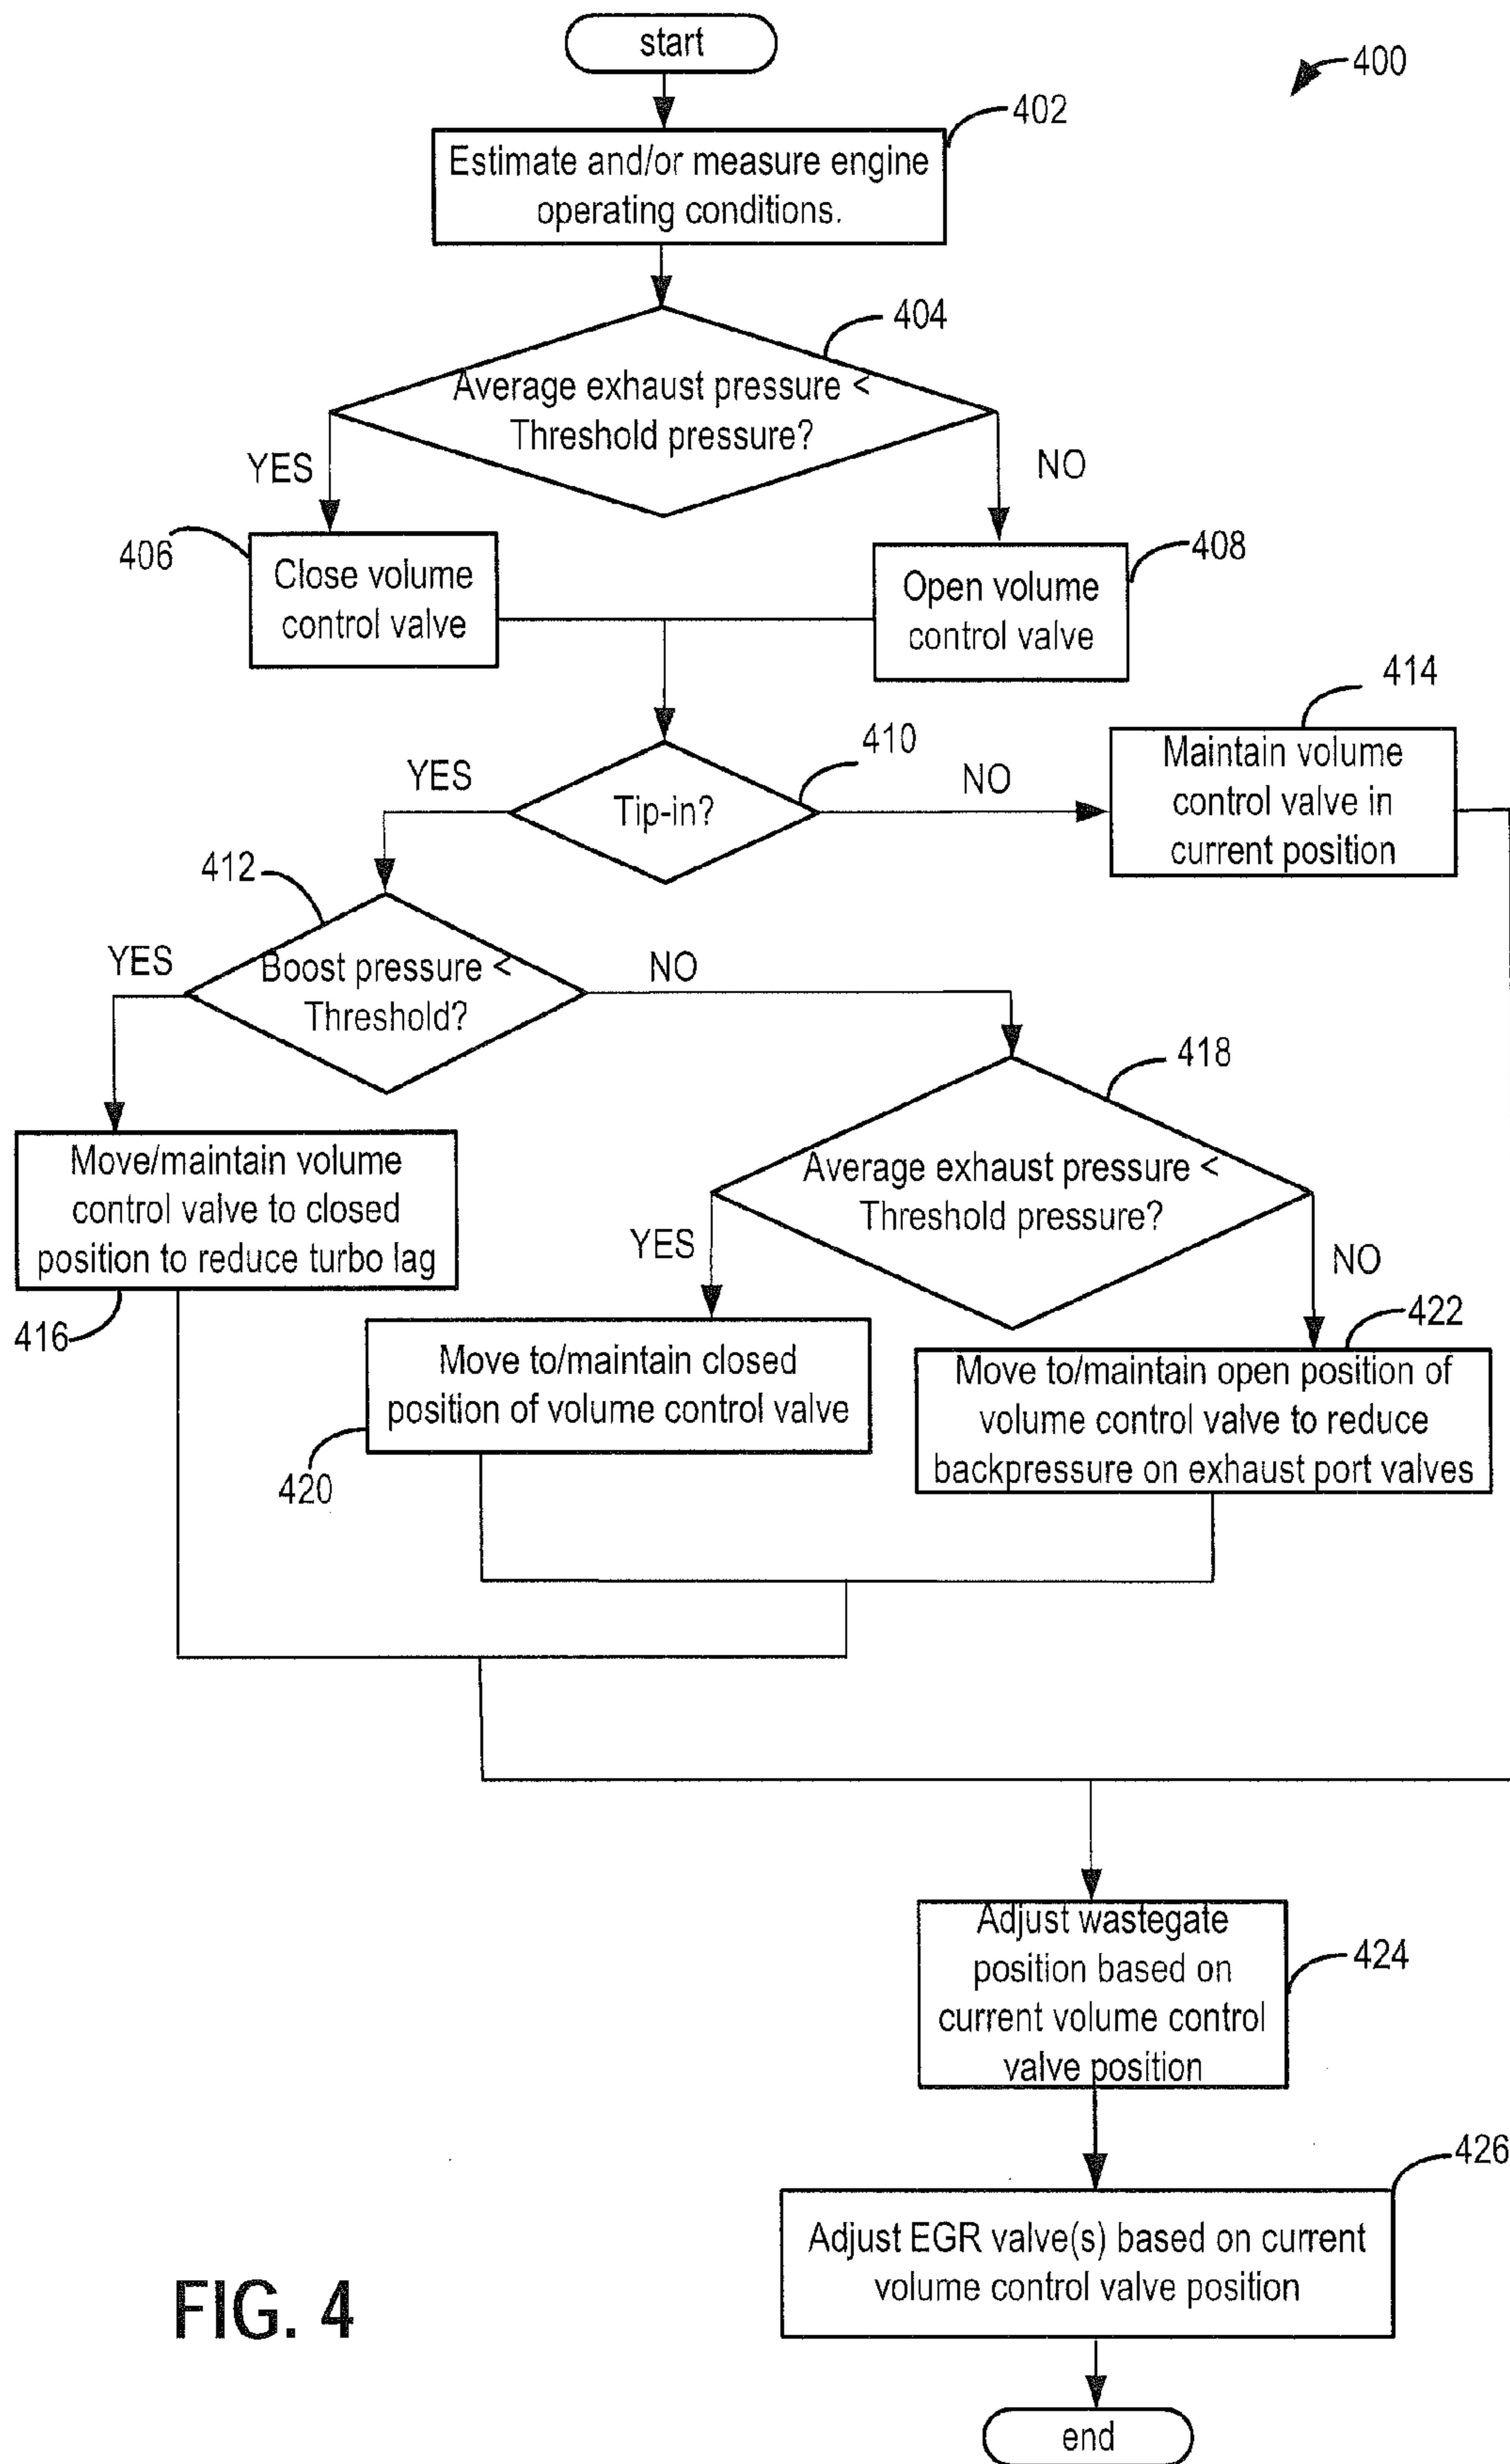 start
400
402
Estimate and/or measure engine
operating conditions.
404
Average exhaust pressure <
Threshold pressure?
YES
NO
406
Close volume
control valve
408
Open volume
control valve
414
Maintain volume
control valve in
current position
410
YES
NO
Tip-in?
412
YES
Boost pressure <
Threshold?
NO
418
Average exhaust pressure <
Threshold pressure?
YES
NO
Move/maintain volume
control valve to closed
position to reduce turbo lag
416
422
Move to/maintain closed
position of volume control valve
420
Move to/maintain open position of
volume control valve to reduce
backpressure on exhaust port valves
Adjust wastegate
position based on
current volume control
valve position
424
426
Adjust EGR valve(s) based on current
volume control valve position
FIG. 4
end